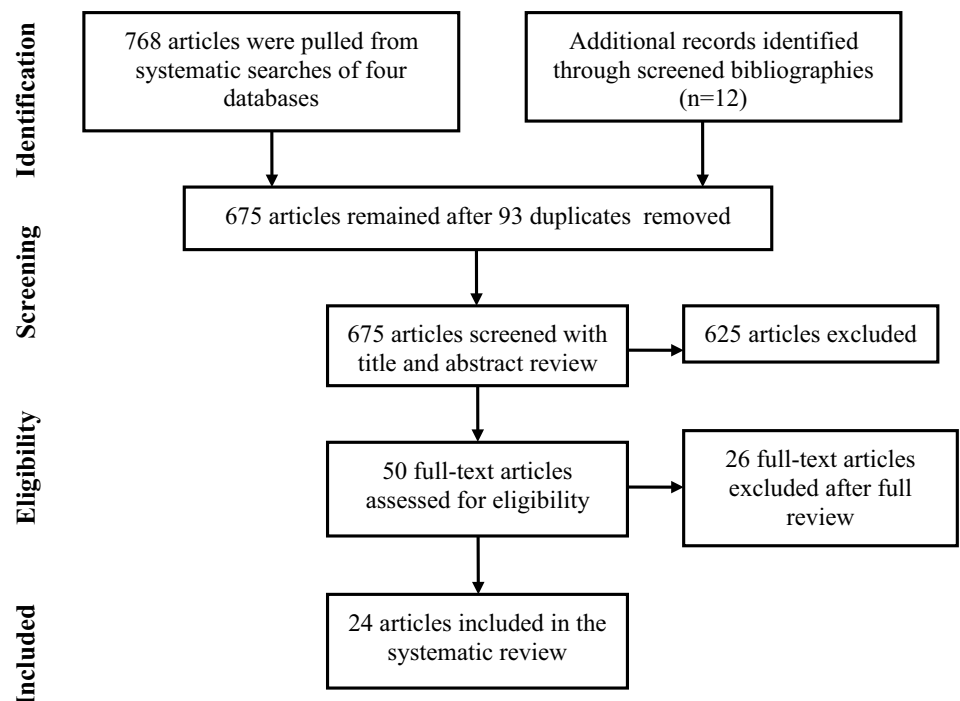 Identification
768 articles were pulled from
systematic searches of four
databases
Additional records identified
through screened bibliographies
(n=12)
675 articles remained after 93 duplicates removed
Screening
675 articles screened with
title and abstract review
625 articles excluded
Eligibility
50 full-text articles
assessed for eligibility
26 full-text articles
excluded after full
review
Included
24 articles included in the
systematic review